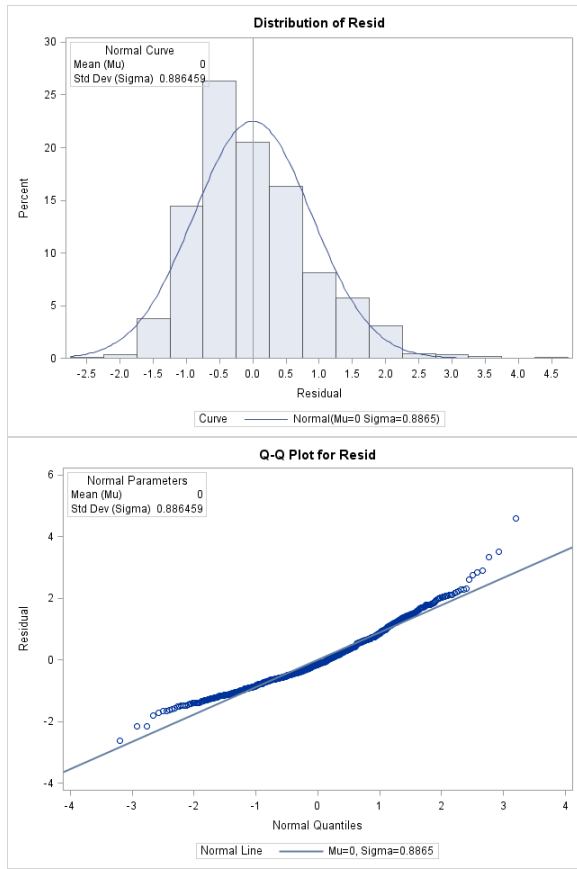 Distribution of Resid
30
25
20
15
10
5
0
Percent
Normal Curve
Mean (Mu) 0
Std Dev (Sigma) 0.886459
-2.5 -2.0 -1.5 -1.0 -0.5 0.0 0.5 1.0 1.5 2.0 2.5 3.0 3.5 4.0 4.5
Residual
Curve Normal(Mu=0 Sigma=0.8865)
Q-Q Plot for Resid
6
4
2
0
-2
-4
Residual
Normal Parameters
Mean (Mu) 0
Std Dev (Sigma) 0.886459
-4 -3 -2 -1 0 1 2 3 4
Normal Quantiles
Normal Line Mu=0, Sigma=0.8865